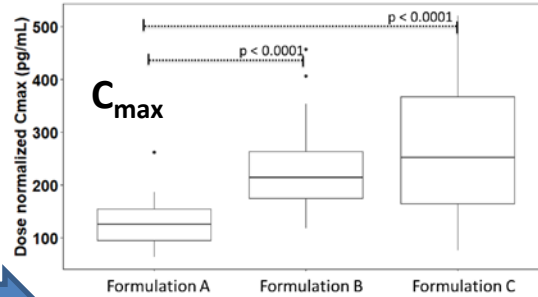 Dose normalized Cmax (pg/mL)
500
400
300
200
100
p < 0.0001
p < 0.0001
Cmax
Formulation A Formulation B Formulation C